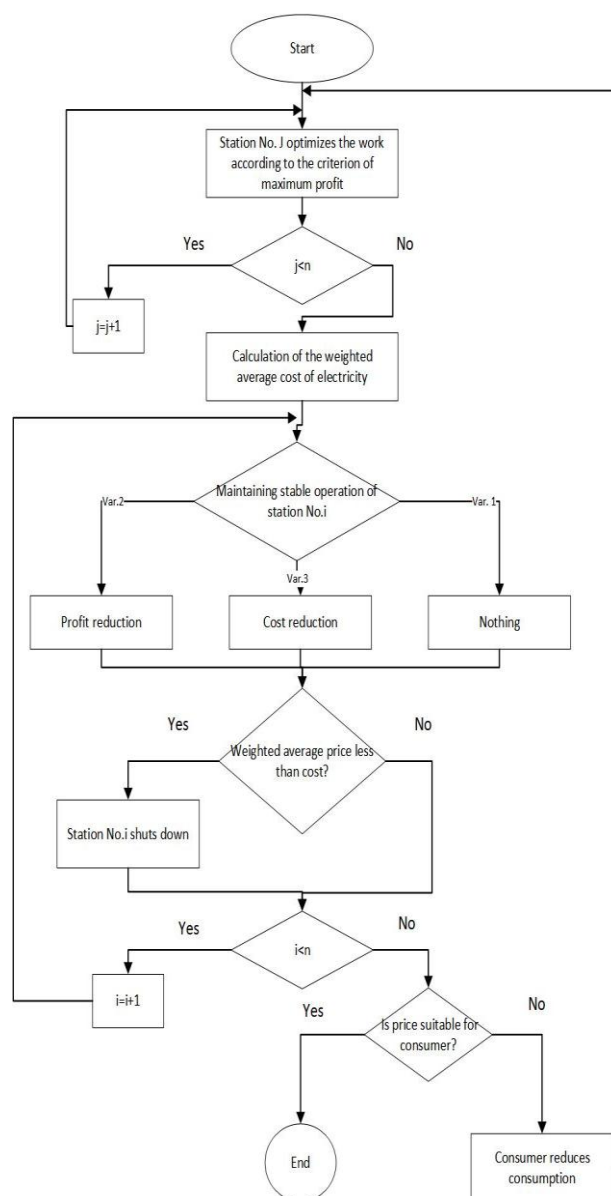 Start
Station No. J optimizes the work
according to the criterion of
maximum profit
Yes
No
j<n
j=j+1
Calculation of the weighted
average cost of electricity
Maintaining stable operation of
station No.i
Var.2
Var. 1
Var.3
Profit reduction
Cost reduction
Nothing
Yes
No
Weighted average price less
than cost?
Station No.i shuts down
Yes
No
i<n
i=i+1
Yes
No
Is price suitable for
consumer?
End
Consumer reduces
consumption